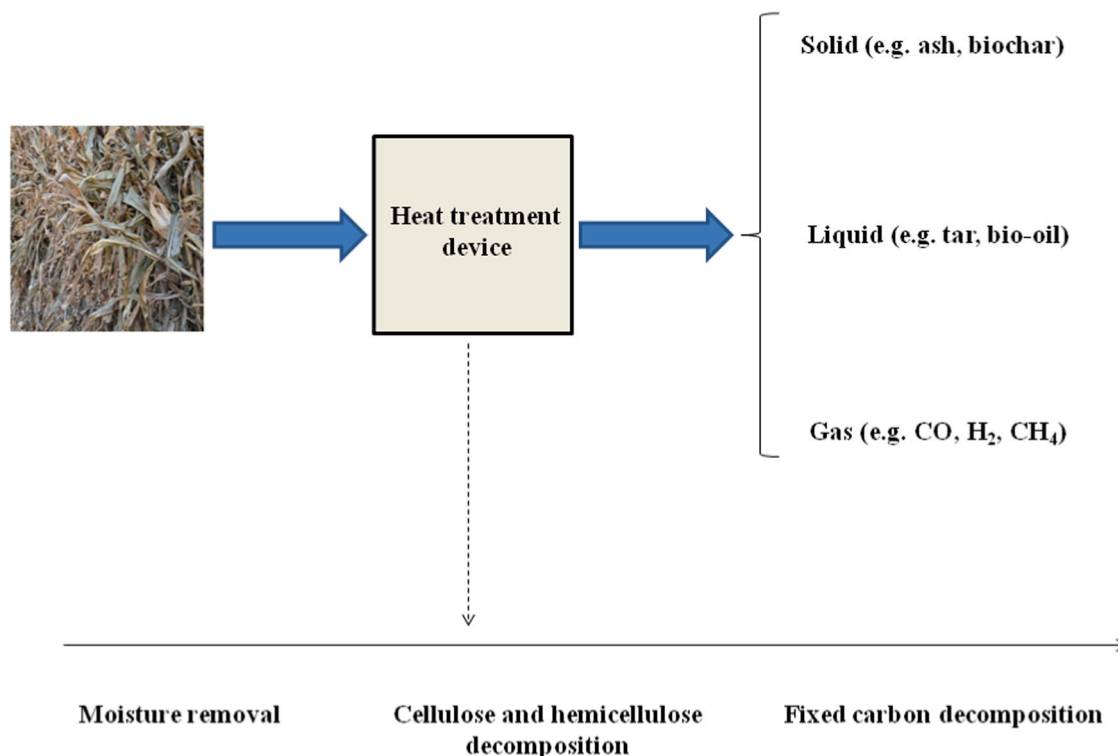 Solid (e.g. ash, biochar)
Heat treatment
device
Liquid (e.g. tar, bio-oil)
Gas (e.g. CO, H₂, CH₄)
Moisture removal
Cellulose and hemicellulose
decomposition
Fixed carbon decomposition